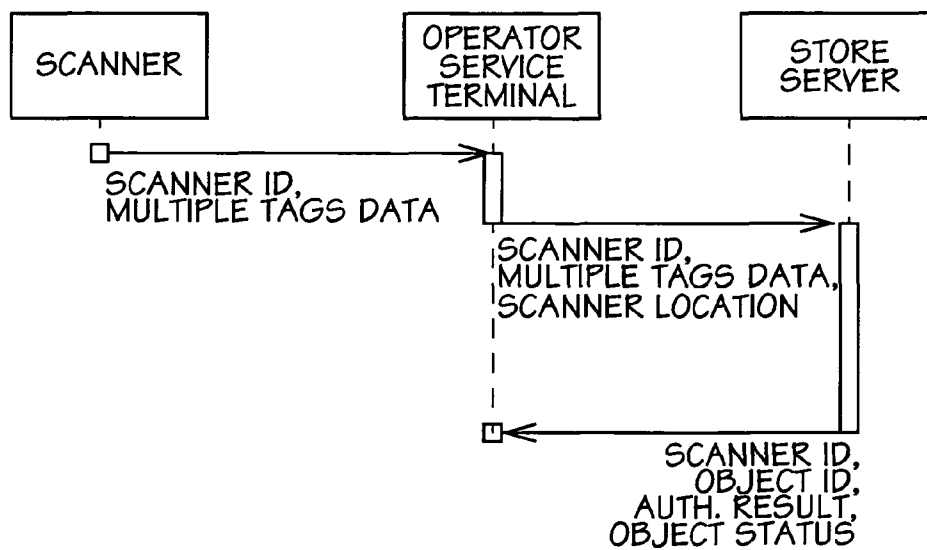 SCANNER
OPERATOR
SERVICE
TERMINAL
STORE
SERVER
SCANNER ID,
MULTIPLE TAGS DATA
SCANNER ID,
MULTIPLE TAGS DATA,
SCANNER LOCATION
SCANNER ID,
OBJECT ID,
AUTH. RESULT,
OBJECT STATUS